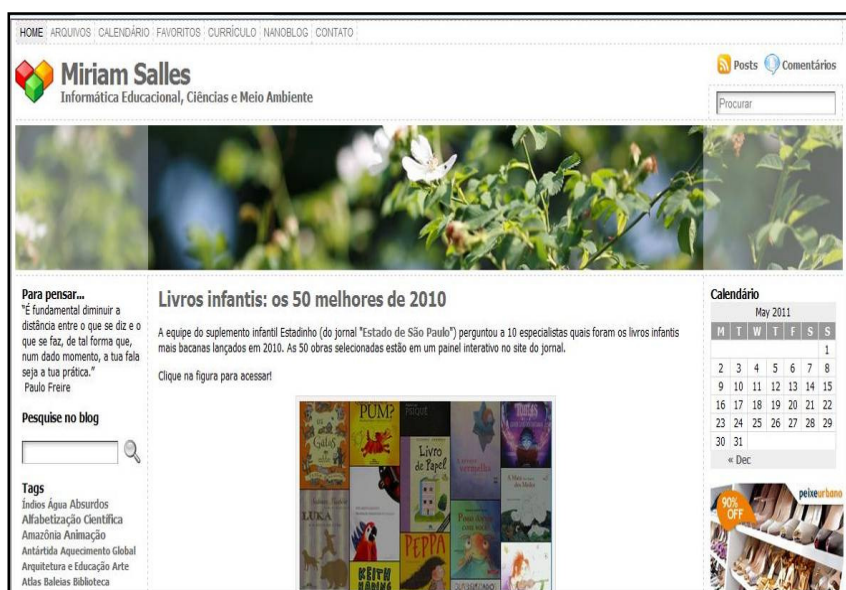 HOME ARQUIVOS CALENDÁRIO FAVORITOS CURRÍCULO NANOBLOG CONTATO
Miriam Salles
Informática Educacional, Ciências e Meio Ambiente
Posts Comentários
Procurar
Para pensar...
"É fundamental diminuir a
distância entre o que se diz e o
que se faz, de tal forma que,
num dado momento, a tua fala
seja a tua prática."
Paulo Freire
Pesquise no blog
Tags
Índios Água Absurdos
Alfabetização Científica
Amazônia Animação
Antártida Aquecimento Global
Arquitetura e Educação Arte
Atlas Baleias Biblioteca
Livros infantis: os 50 melhores de 2010
A equipe do suplemento infantil Estadinho (do jornal "Estado de São Paulo") perguntou a 10 especialistas quais foram os livros infantis
mais bacanas lançados em 2010. As 50 obras selecionadas estão em um painel interativo no site do jornal.
Clique na figura para acessar!
PUM?
Gatos
Livro
de Papel
LUKA
PEPPA
KEITH
HARING
Calendário
May 2011
M T W T F S S
1
2 3 4 5 6 7 8
9 10 11 12 13 14 15
16 17 18 19 20 21 22
23 24 25 26 27 28 29
30 31
« Dec
peixeurbano
90%
OFF